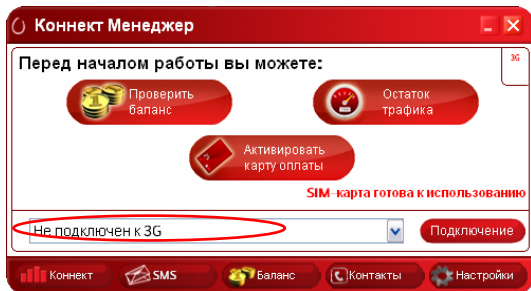 Коннект Менеджер
3G
Перед началом работы вы можете:
Проверить
баланс
Остаток
трафика
Активировать
карту оплаты
SIM-карта готова к использованию
Не подключен к 3G
Подключение
Коннект
SMS
Баланс
Контакты
Настройки